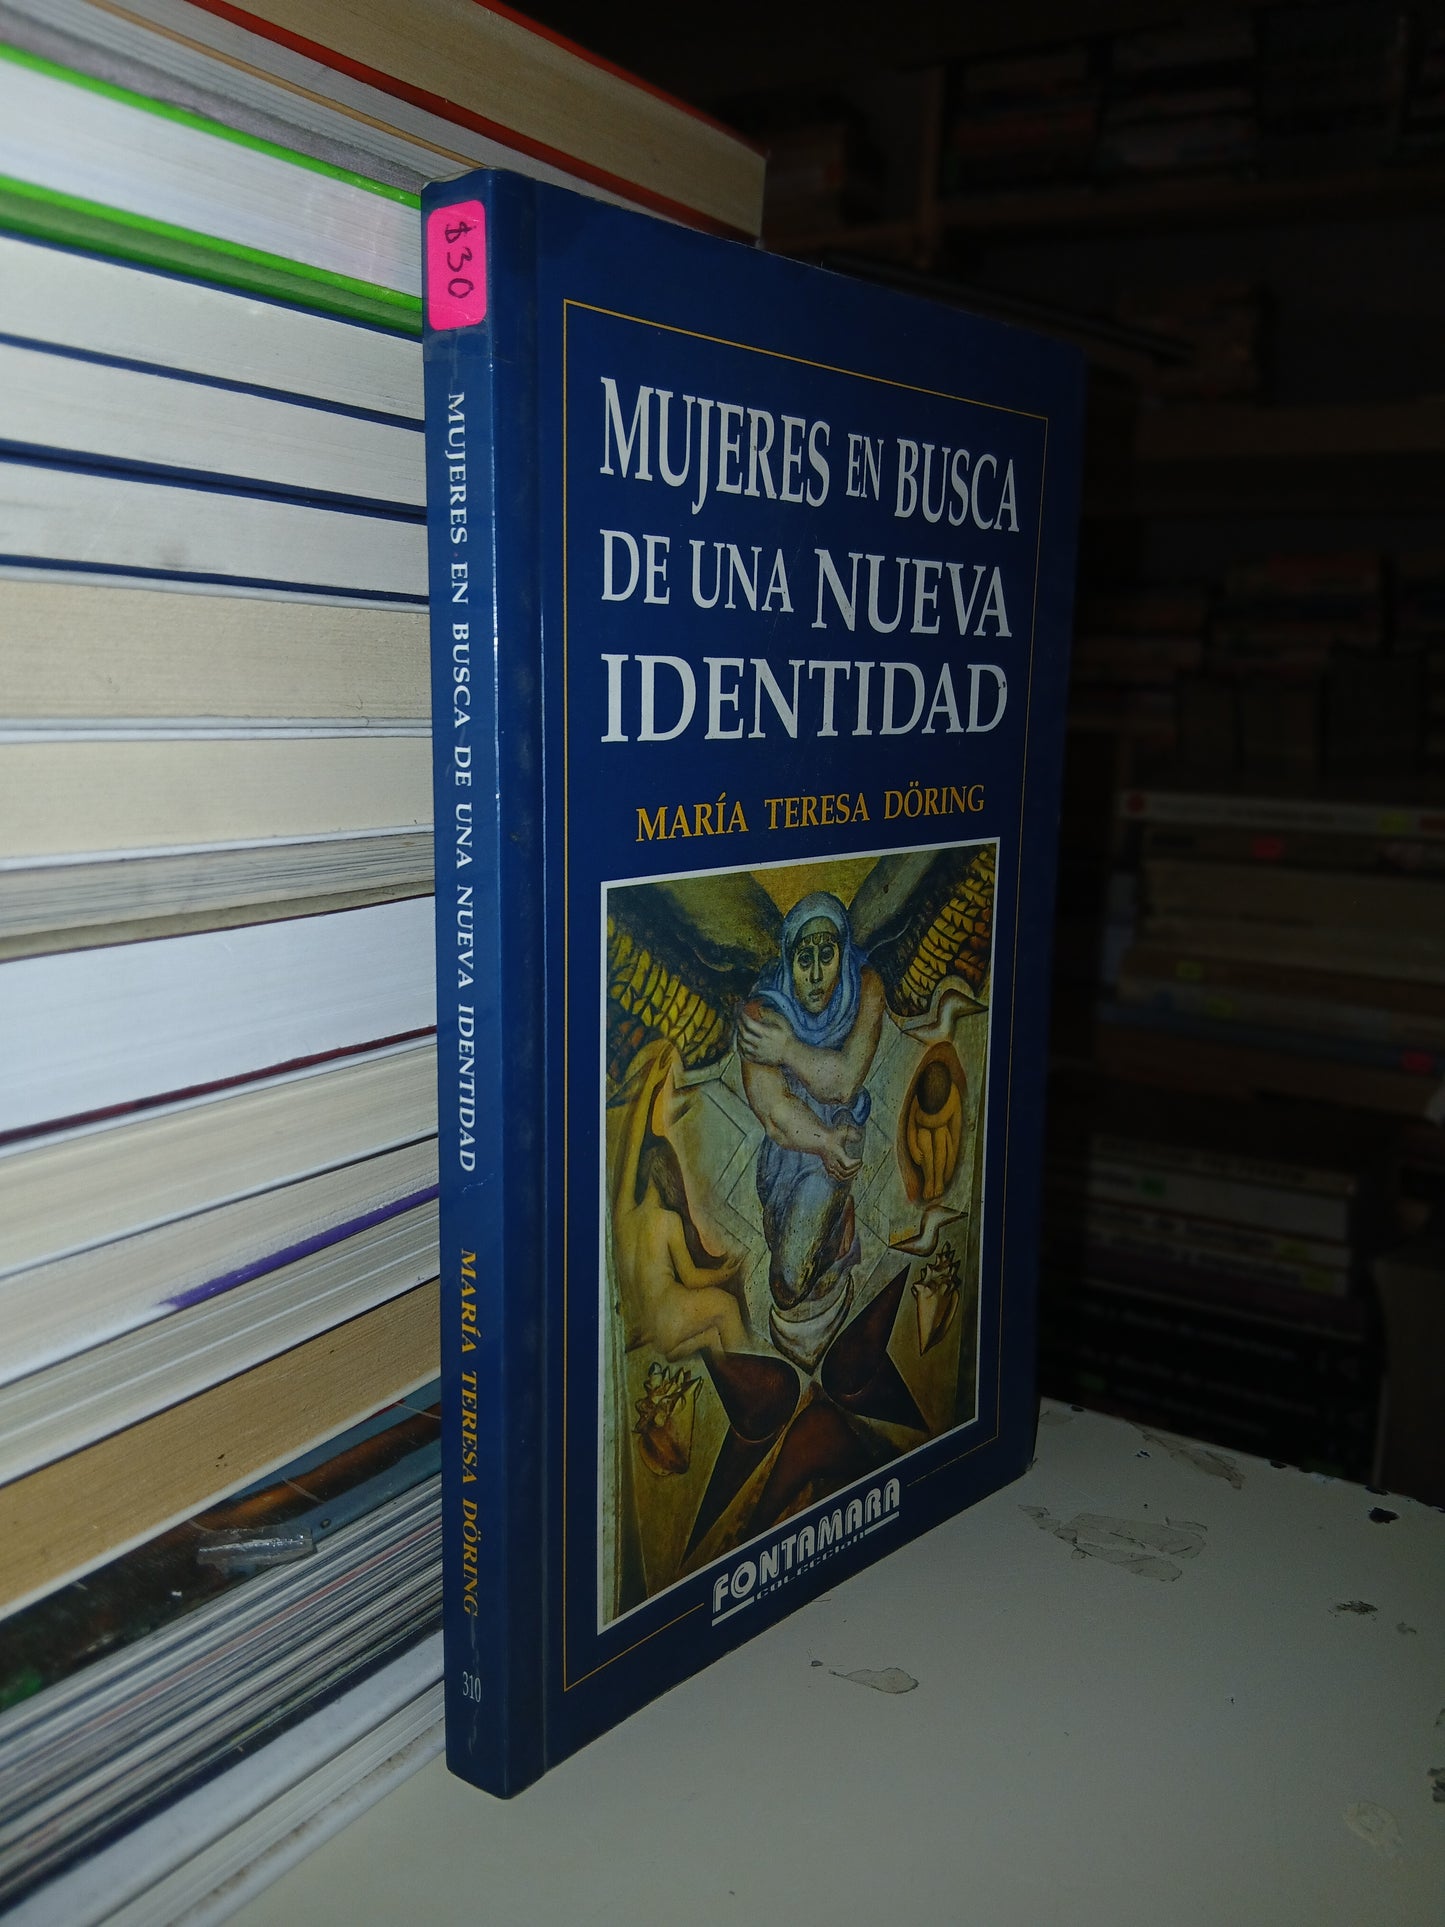 $30
MUJERES EN BUSCA DE UNA NUEVA IDENTIDAD MARÍA TERESA DÖRING
310
MUJERES EN BUSCA
DE UNA NUEVA
IDENTIDAD
MARÍA TERESA DÖRING
FONTAMARA
COLECCIÓN